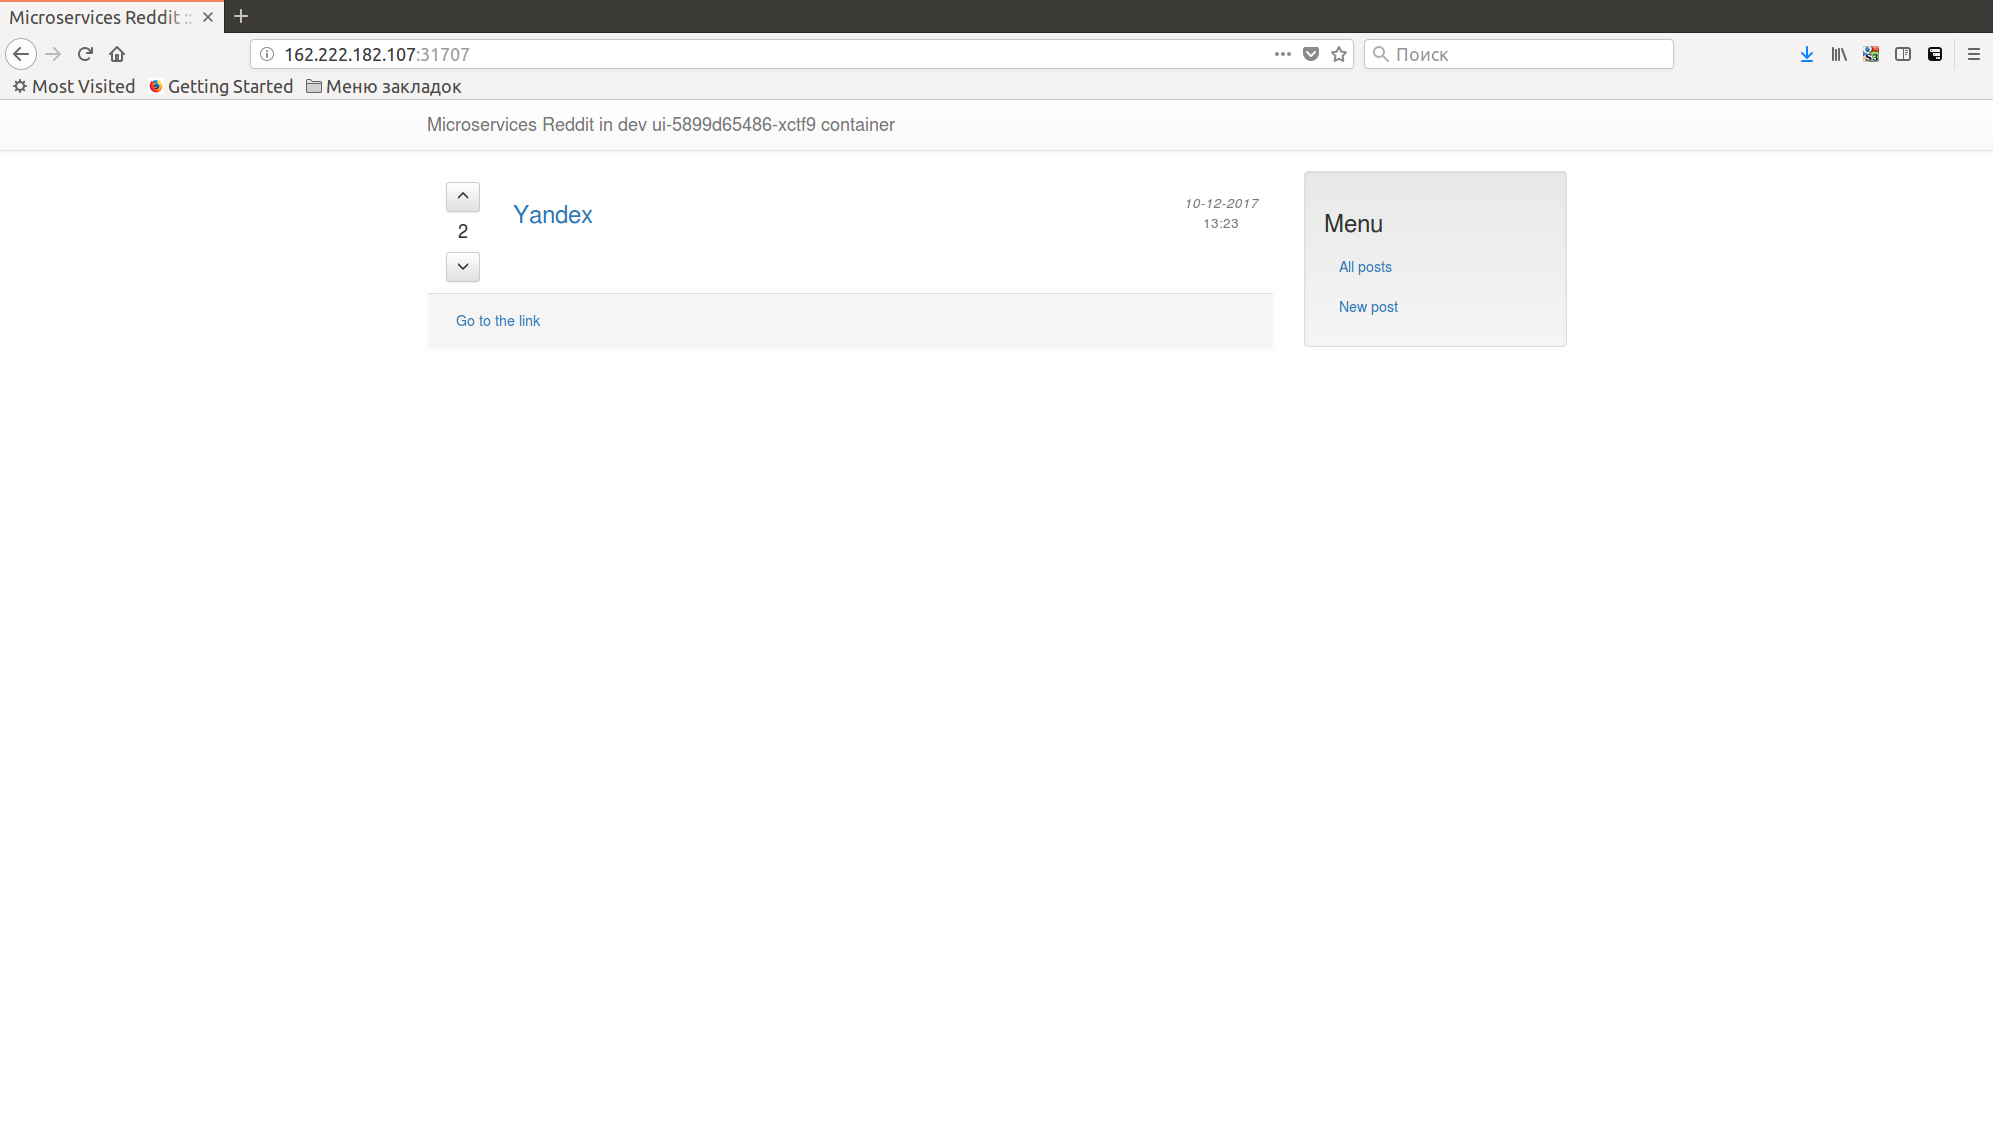 Microservices Reddit ::
162.222.182.107:31707
Поиск
Most Visited Getting Started Меню закладок
Microservices Reddit in dev ui-5899d65486-xctf9 container
Yandex
2
10-12-2017
13:23
Go to the link
Menu
All posts
New post